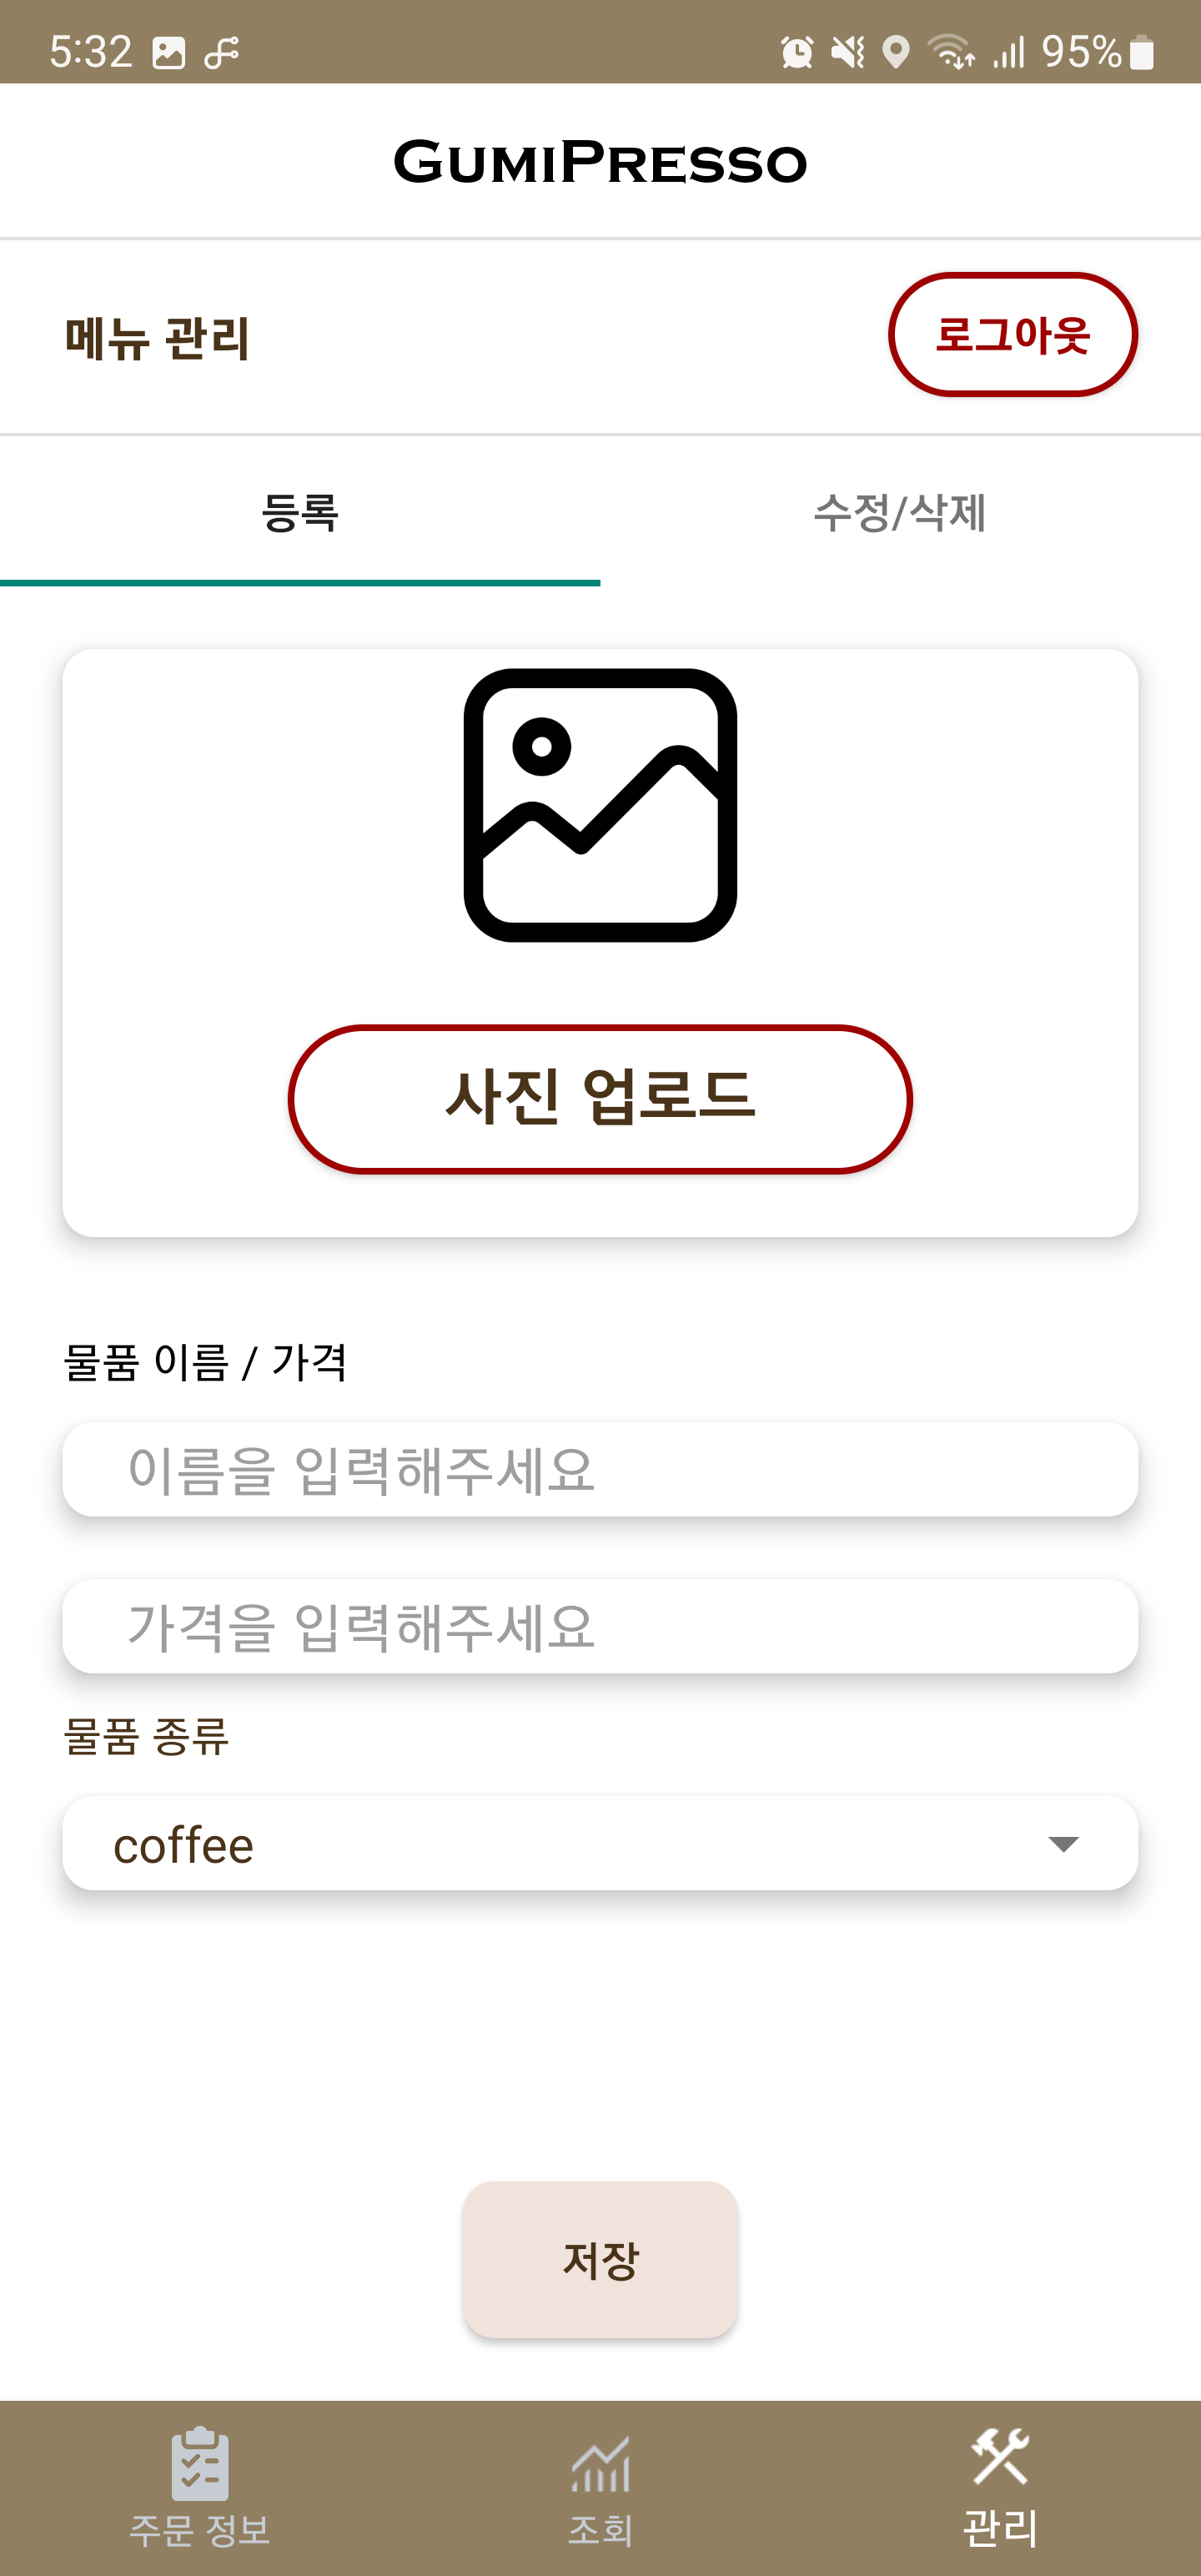 5:32 95%
GumiPresso
메뉴 관리 로그아웃
등록 수정/삭제
사진 업로드
물품 이름 / 가격
이름을 입력해주세요
가격을 입력해주세요
물품 종류
coffee
저장
주문 정보 조회 관리